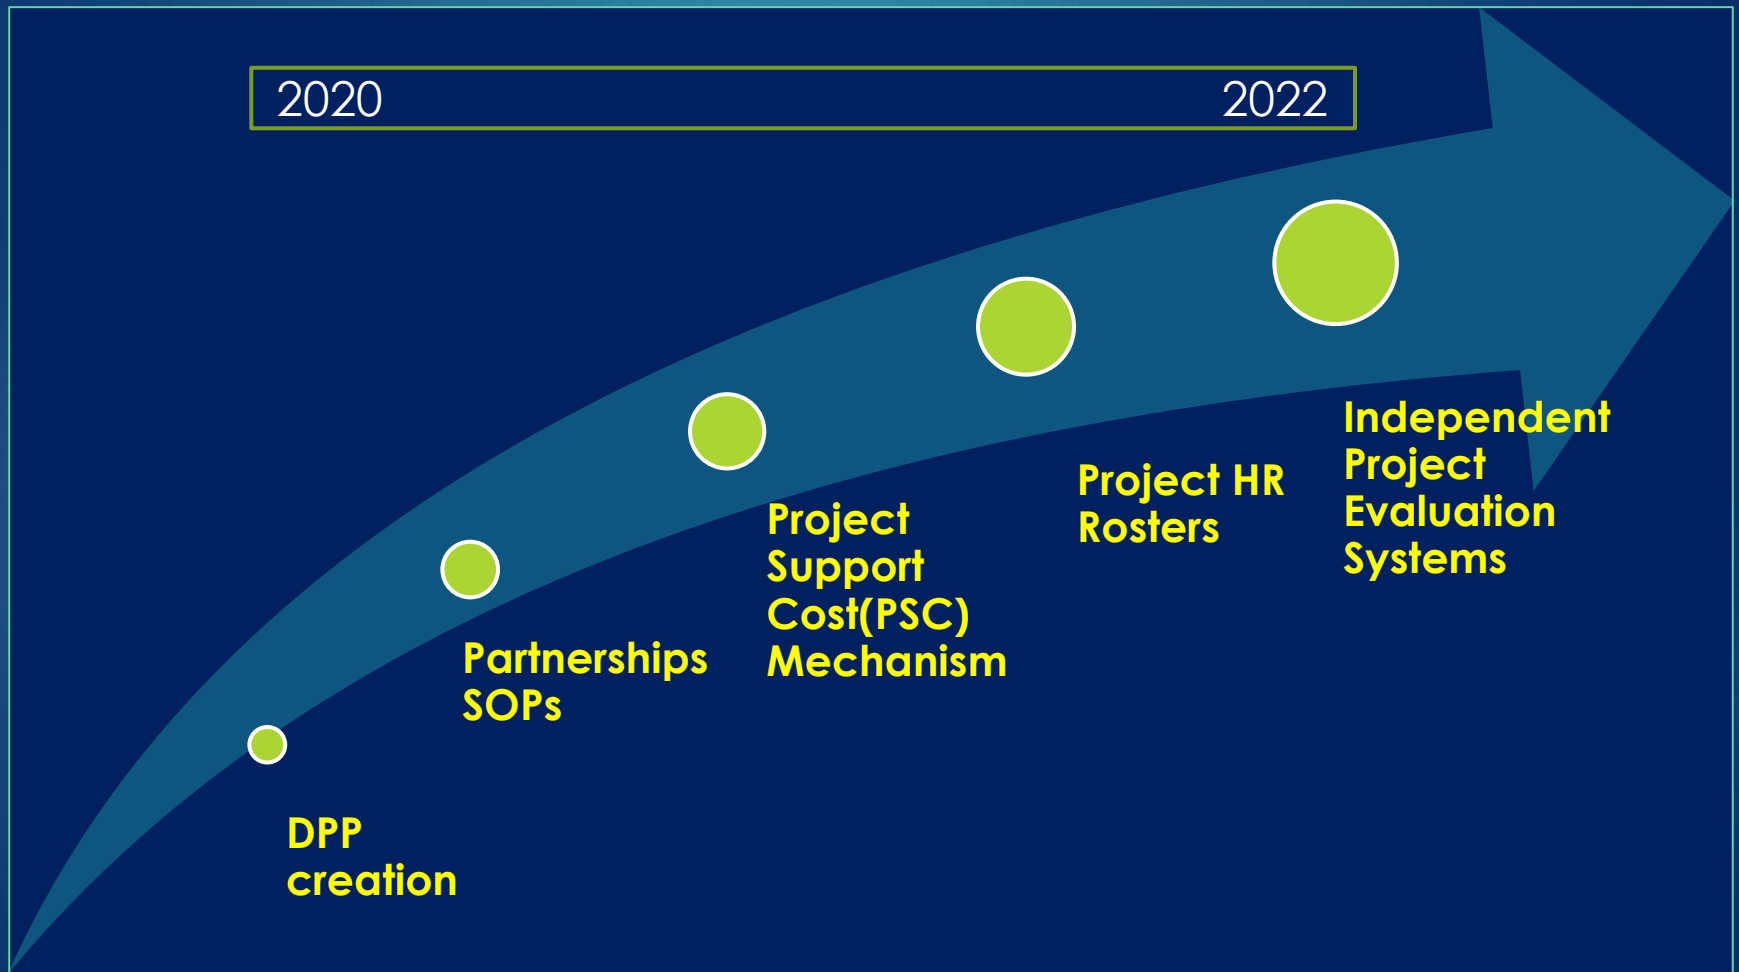 2020 2022
DPP
creation
Partnerships
SOPs
Project
Support
Cost(PSC)
Mechanism
Project HR
Rosters
Independent
Project
Evaluation
Systems